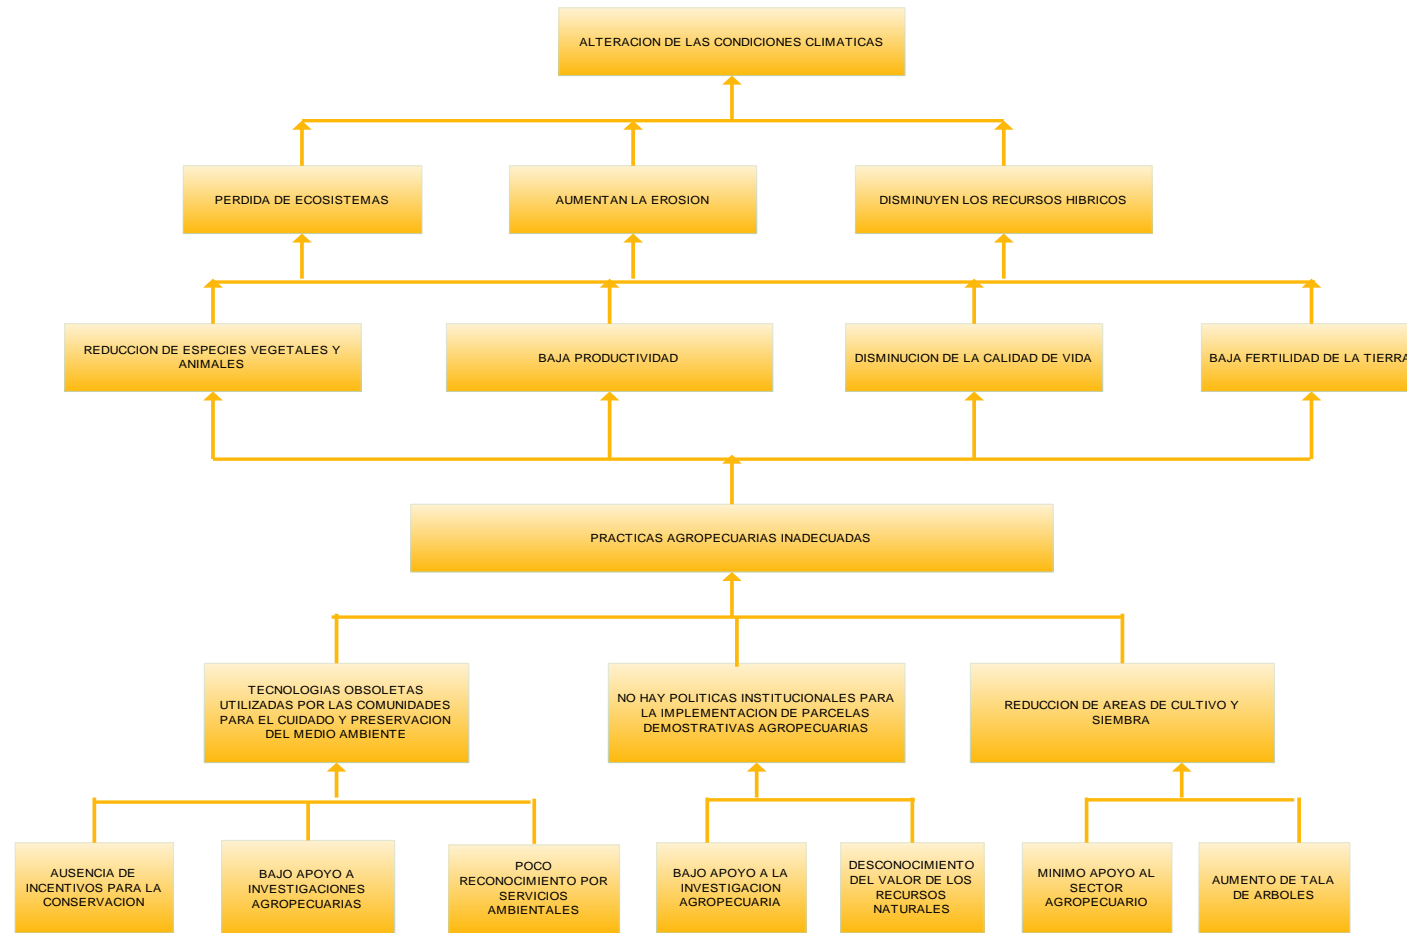 ALTERACION DE LAS CONDICIONES CLIMATICAS
PERDIDA DE ECOSISTEMAS
AUMENTAN LA EROSION
DISMINUYEN LOS RECURSOS HIBRICOS
REDUCCION DE ESPECIES VEGETALES Y
ANIMALES
BAJA PRODUCTIVIDAD
DISMINUCION DE LA CALIDAD DE VIDA
BAJA FERTILIDAD DE LA TIERRA
PRACTICAS AGROPECUARIAS INADECUADAS
TECNOLOGIAS OBSOLETAS
UTILIZADAS POR LAS COMUNIDADES
PARA EL CUIDADO Y PRESERVACION
DEL MEDIO AMBIENTE
NO HAY POLITICAS INSTITUCIONALES PARA
LA IMPLEMENTACION DE PARCELAS
DEMOSTRATIVAS AGROPECUARIAS
REDUCCION DE AREAS DE CULTIVO Y
SIEMBRA
AUSENCIA DE
INCENTIVOS PARA LA
CONSERVACION
BAJO APOYO A
INVESTIGACIONES
AGROPECUARIAS
POCO
RECONOCIMIENTO POR
SERVICIOS
AMBIENTALES
BAJO APOYO A LA
INVESTIGACION
AGROPECUARIA
DESCONOCIMIENTO
DEL VALOR DE LOS
RECURSOS
NATURALES
MINIMO APOYO AL
SECTOR
AGROPECUARIO
AUMENTO DE TALA
DE ARBOLES